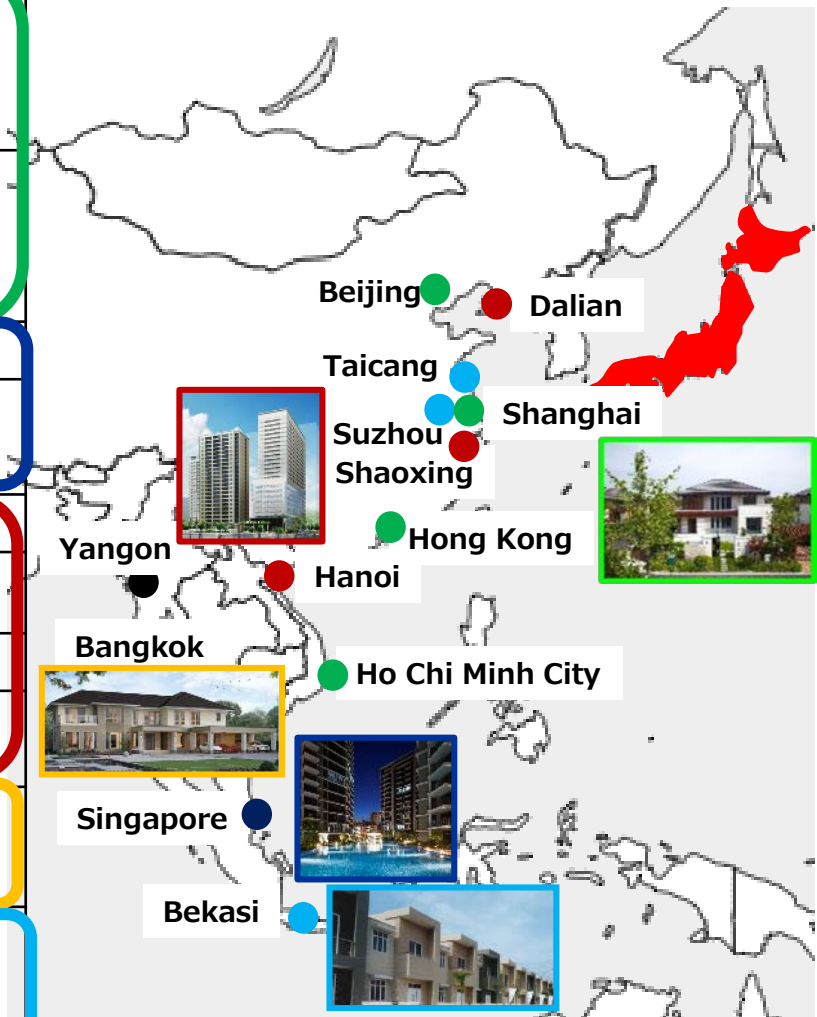 Beijing
Dalian
Taicang
Shanghai
Suzhou
Shaoxing
Hong Kong
Yangon
Hanoi
Bangkok
Ho Chi Minh City
Singapore
Bekasi